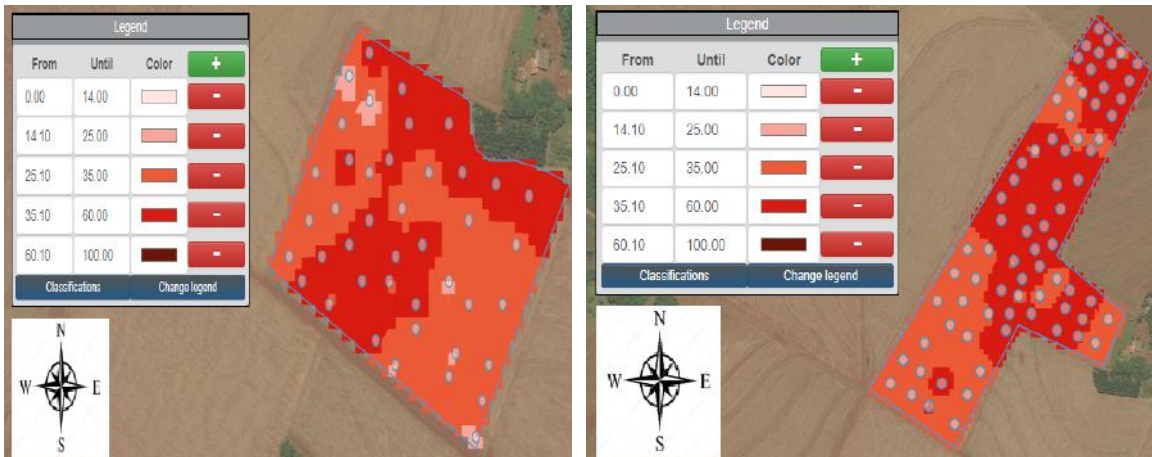 Legend
From Until Color +
0.00 14.00 -
14.10 25.00 -
25.10 35.00 -
35.10 60.00 -
60.10 100.00 -
Classifications Change legend
N
W E
S
Legend
From Until Color +
0.00 14.00 -
14.10 25.00 -
25.10 35.00 -
35.10 60.00 -
60.10 100.00 -
Classifications Change legend
N
W E
S